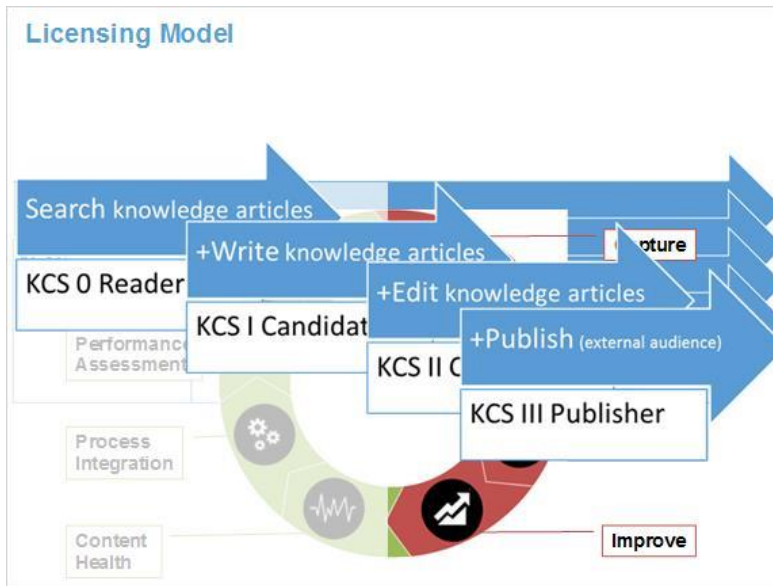 Licensing Model
Search knowledge articles
KCS 0 Reader
+Write knowledge articles
KCS I Candidat
+Edit knowledge articles
KCS II C
+Publish (external audience)
KCS III Publisher
pture
Performance
Assessment
Process
Integration
Content
Health
Improve